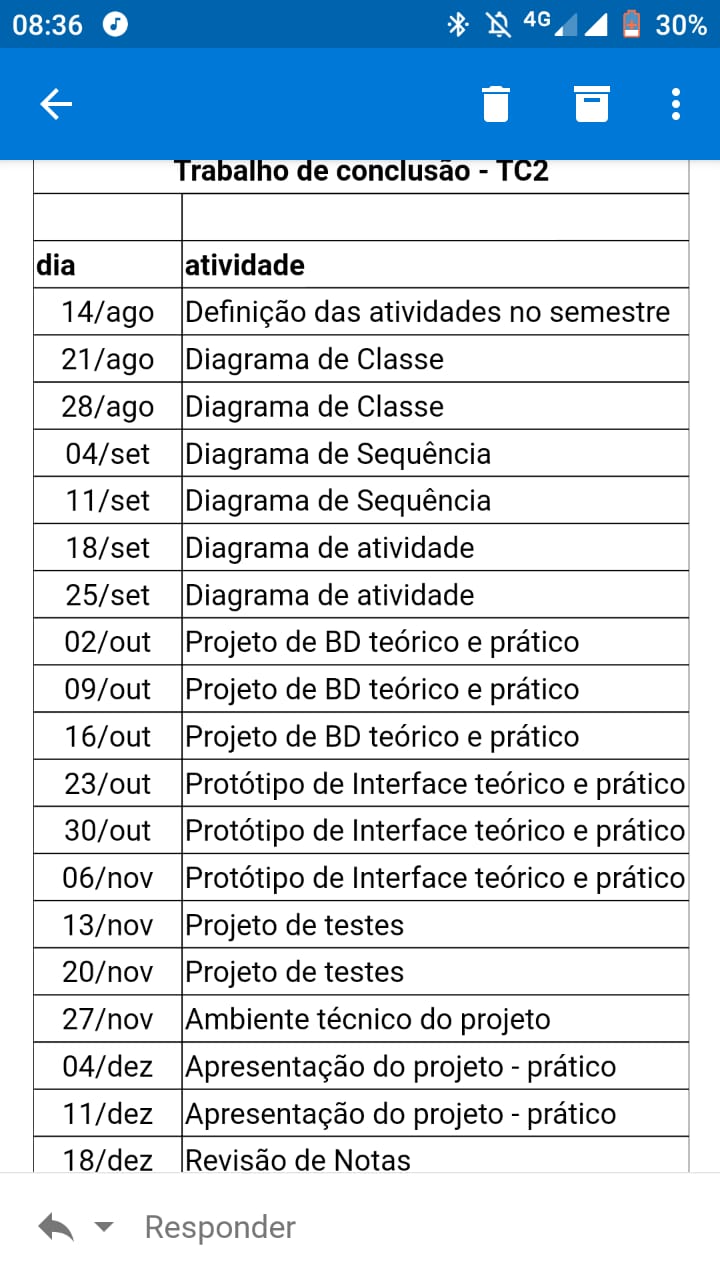 08:36 4G 30%
Trabalho de conclusão - TC2
dia atividade
14/ago Definição das atividades no semestre
21/ago Diagrama de Classe
28/ago Diagrama de Classe
04/set Diagrama de Sequência
11/set Diagrama de Sequência
18/set Diagrama de atividade
25/set Diagrama de atividade
02/out Projeto de BD teórico e prático
09/out Projeto de BD teórico e prático
16/out Projeto de BD teórico e prático
23/out Protótipo de Interface teórico e prático
30/out Protótipo de Interface teórico e prático
06/nov Protótipo de Interface teórico e prático
13/nov Projeto de testes
20/nov Projeto de testes
27/nov Ambiente técnico do projeto
04/dez Apresentação do projeto - prático
11/dez Apresentação do projeto - prático
18/dez Revisão de Notas
Responder